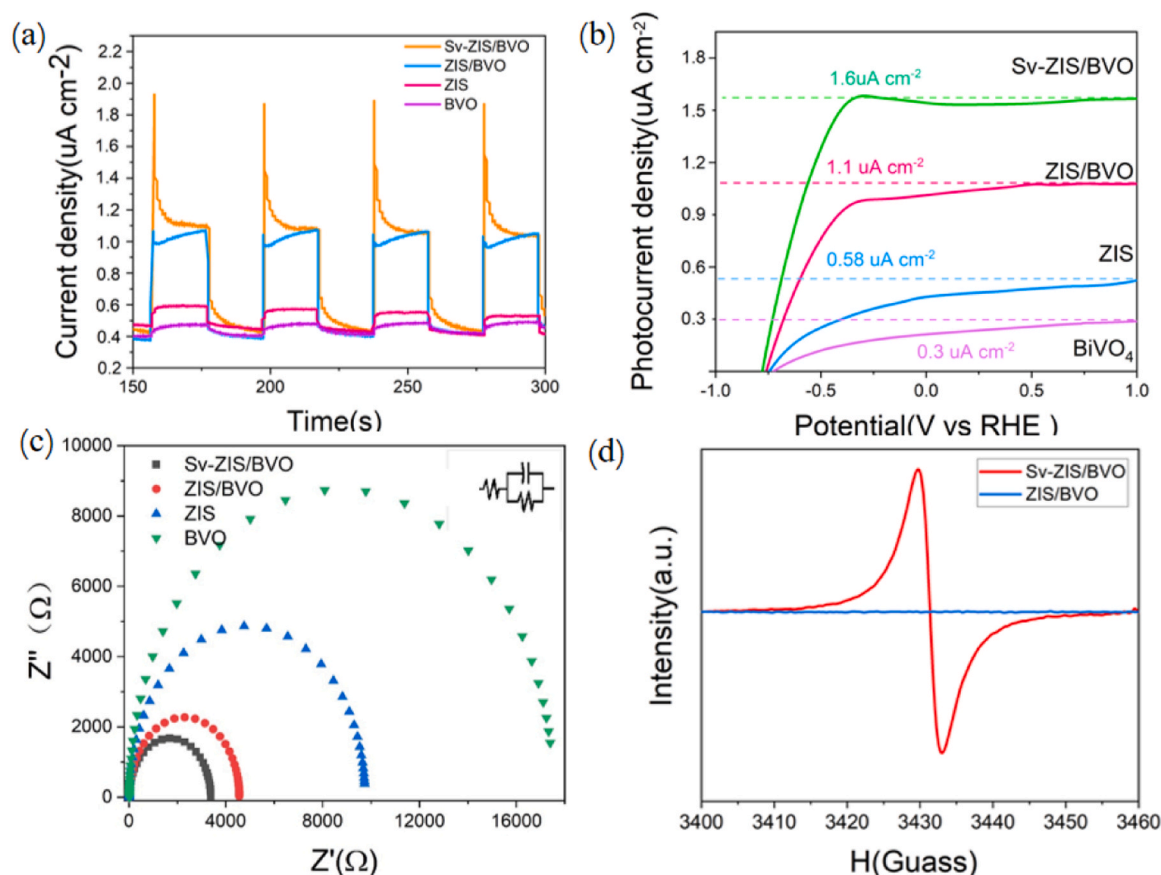 (a)
Sv-ZIS/BVO
ZIS/BVO
ZIS
BVO
Current density(uA cm-2)
2.2
2.0
1.8
1.6
1.4
1.2
1.0
0.8
0.6
0.4
0.2
150
200
250
300
Time(s)
(b)
Sv-ZIS/BVO
1.6uA cm-2
ZIS/BVO
1.1 uA cm-2
ZIS
0.58 uA cm-2
0.3 uA cm-2
BiVO4
Photocurrent density(uA cm-2)
1.5
1.2
0.9
0.6
0.3
-1.0
-0.5
0.0
0.5
1.0
Potential(V vs RHE )
(c)
Sv-ZIS/BVO
ZIS/BVO
ZIS
BVO
Z'' (Ω)
10000
8000
6000
4000
2000
0
0
4000
8000
12000
16000
Z'(Ω)
(d)
Sv-ZIS/BVO
ZIS/BVO
Intensity(a.u.)
3400
3410
3420
3430
3440
3450
3460
H(Guass)